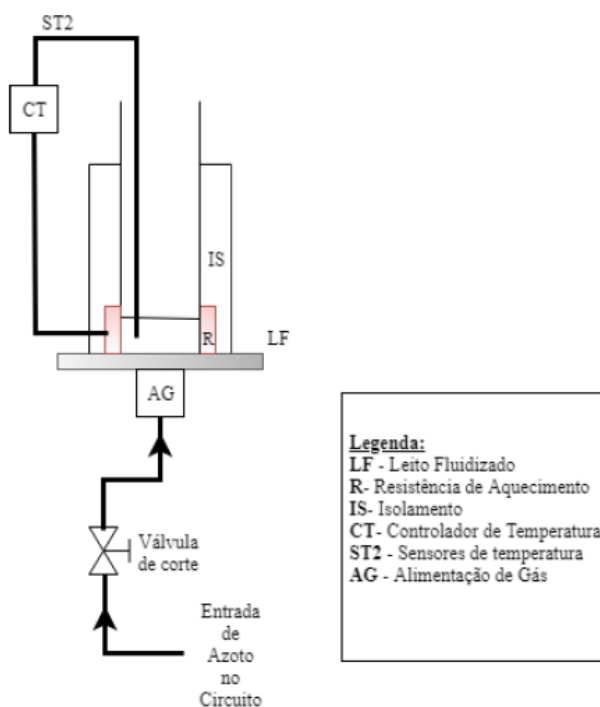 ST2
CT
IS
R
LF
AG
Válvula
de corte
Entrada
de
Azoto
no
Circuito
Legenda:
LF - Leito Fluidizado
R- Resistência de Aquecimento
IS- Isolamento
CT- Controlador de Temperatura
ST2 - Sensores de temperatura
AG - Alimentação de Gás